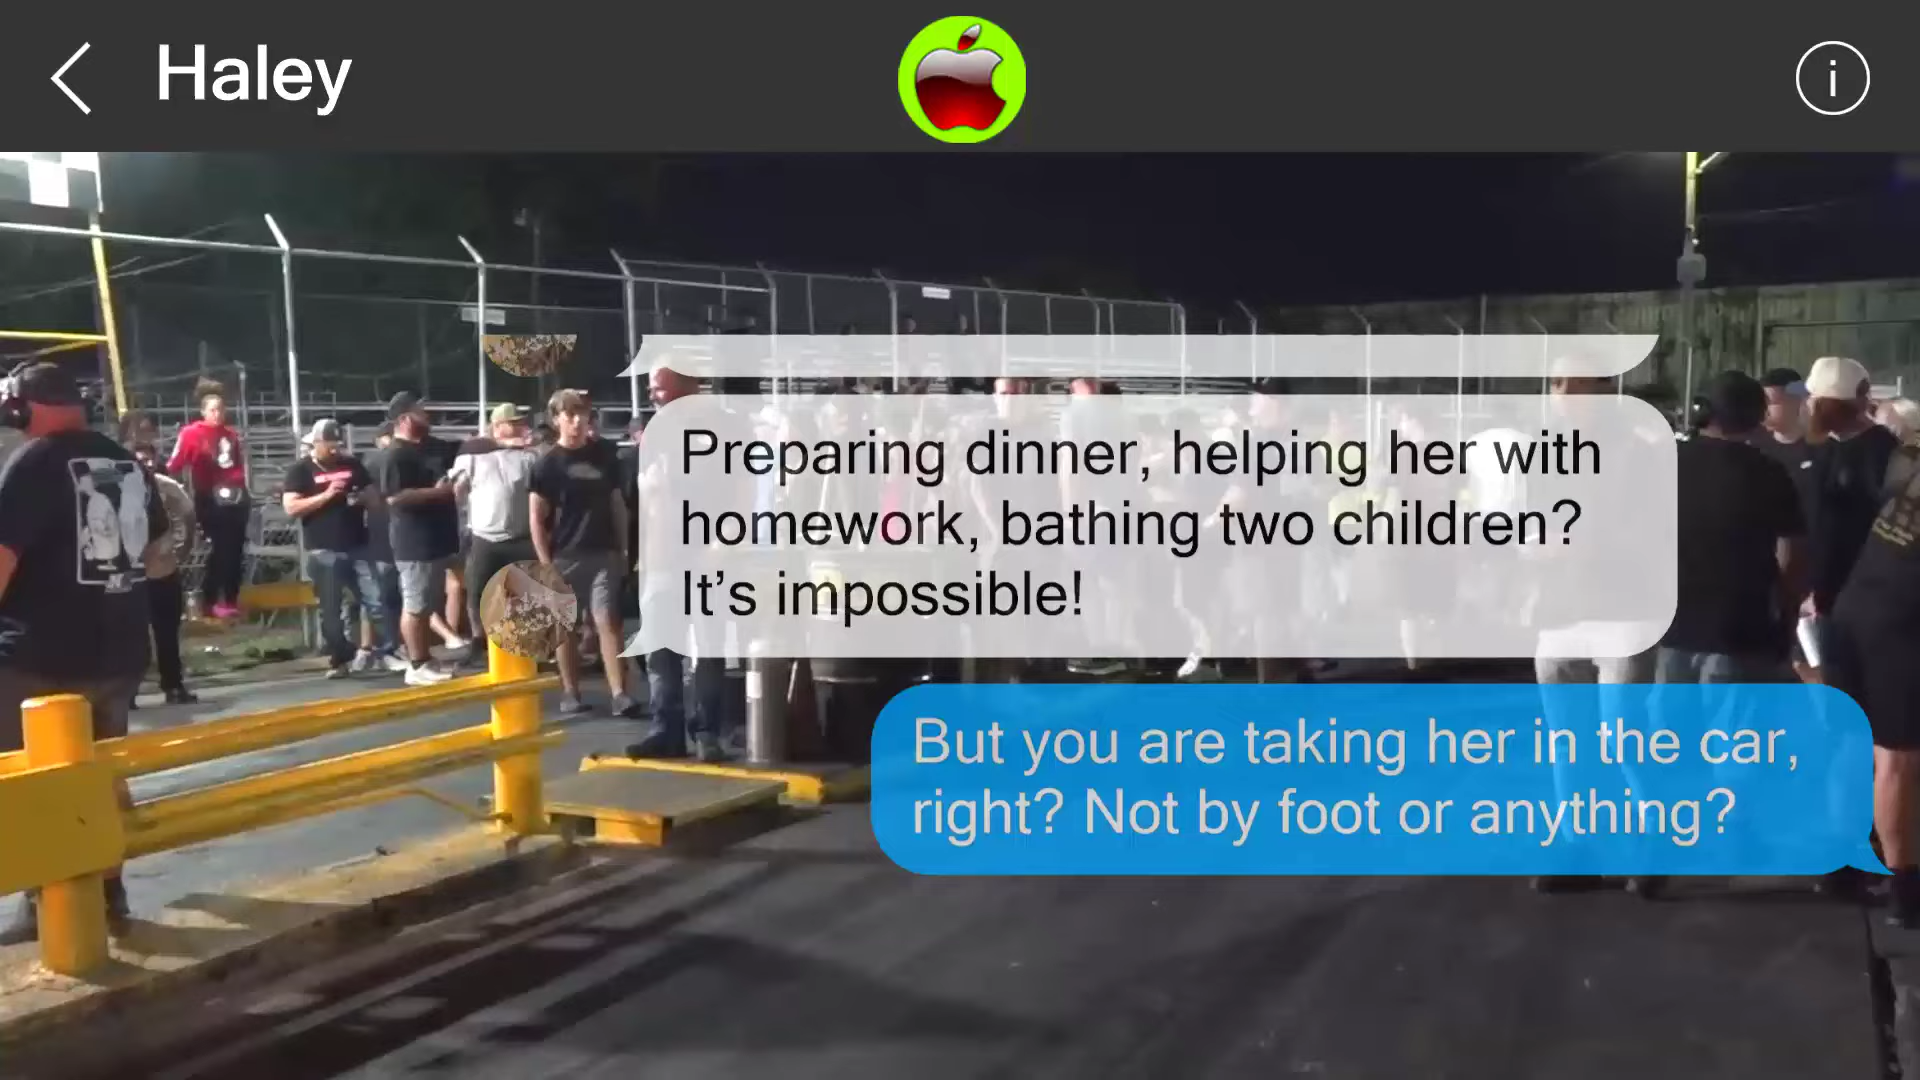 Haley
Preparing dinner, helping her with
homework, bathing two children?
It’s impossible!
But you are taking her in the car,
right? Not by foot or anything?